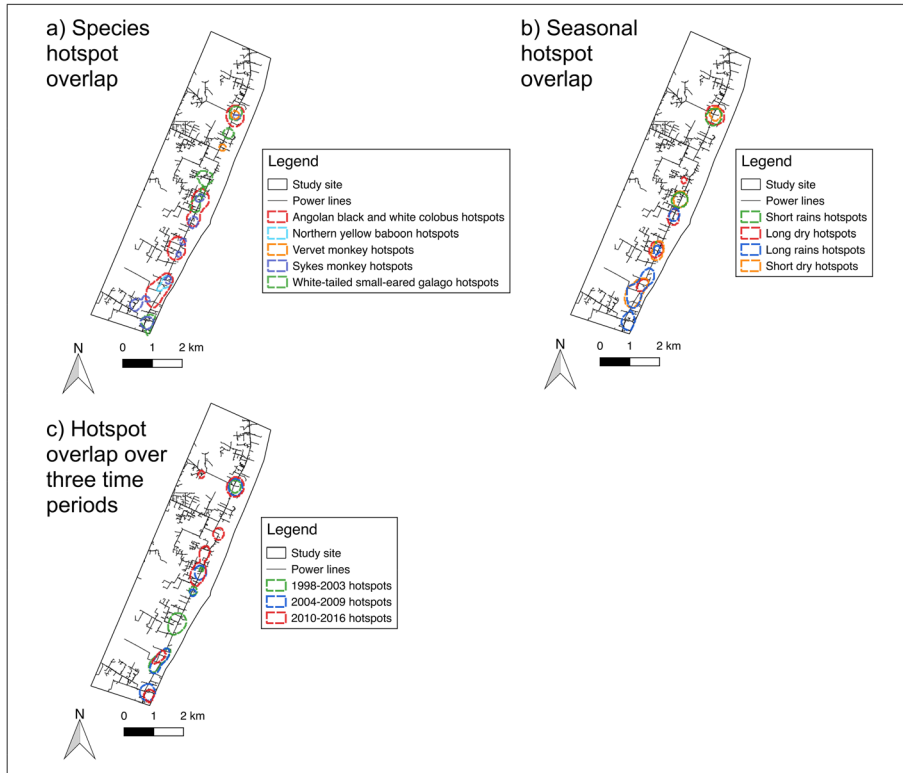 a) Species
hotspot
overlap
Legend
Study site
Power lines
Angolan black and white colobus hotspots
Northern yellow baboon hotspots
Vervet monkey hotspots
Sykes monkey hotspots
White-tailed small-eared galago hotspots
N
0 1 2 km
b) Seasonal
hotspot
overlap
Legend
Study site
Power lines
Short rains hotspots
Long dry hotspots
Long rains hotspots
Short dry hotspots
N
0 1 2 km
c) Hotspot
overlap over
three time
periods
Legend
Study site
Power lines
1998-2003 hotspots
2004-2009 hotspots
2010-2016 hotspots
N
0 1 2 km